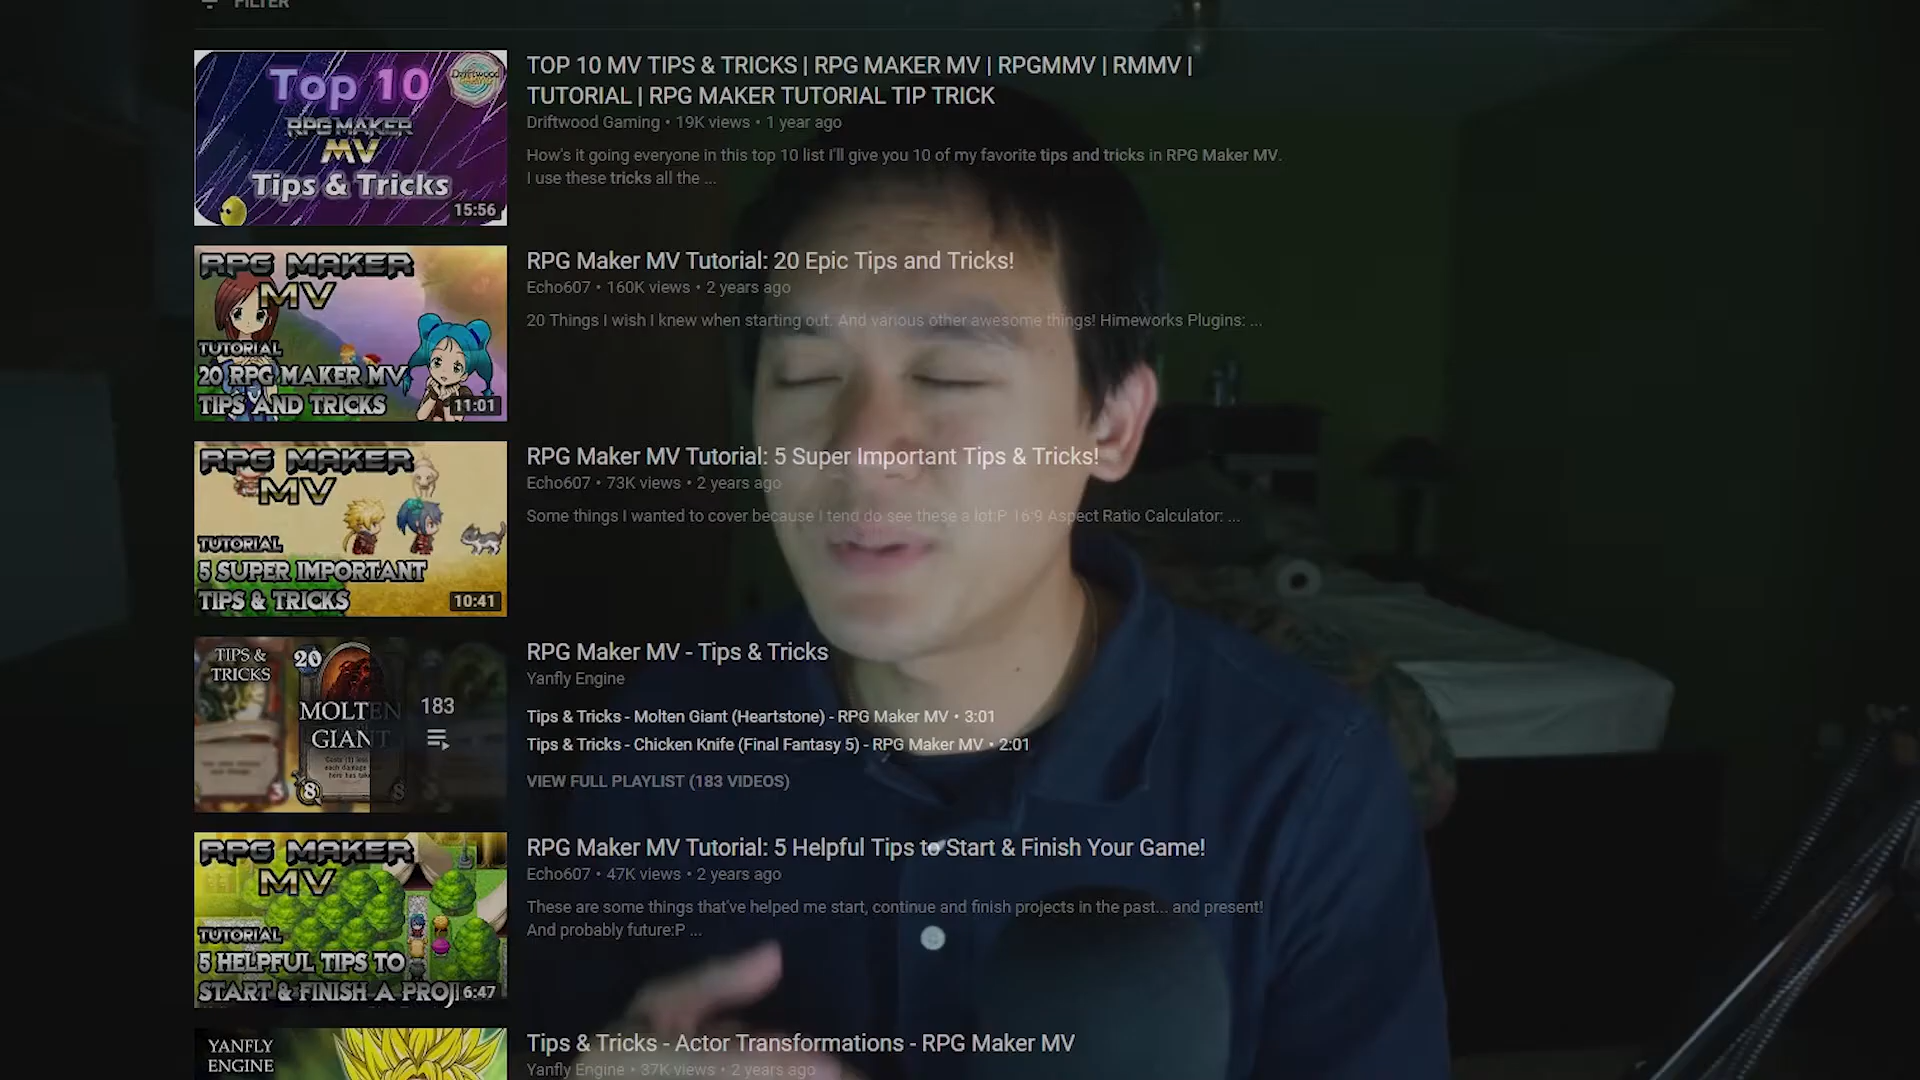 FILTER
Top 10
Driftwood
RPG MAKER
MV
Tips & Tricks
15:56
TOP 10 MV TIPS & TRICKS | RPG MAKER MV | RPGMMV | RMMV |
TUTORIAL | RPG MAKER TUTORIAL TIP TRICK
Driftwood Gaming • 19K views • 1 year ago
How's it going everyone in this top 10 list I'll give you 10 of my favorite tips and tricks in RPG Maker MV.
I use these tricks all the ...
RPG MAKER
MV
TUTORIAL
20 RPG MAKER MV
TIPS AND TRICKS
11:01
RPG Maker MV Tutorial: 20 Epic Tips and Tricks!
Echo607 • 160K views • 2 years ago
20 Things I wish I knew when starting out. And various other awesome things! Himeworks Plugins: ...
RPG MAKER
MV
TUTORIAL
5 SUPER IMPORTANT
TIPS & TRICKS
10:41
RPG Maker MV Tutorial: 5 Super Important Tips & Tricks!
Echo607 • 73K views • 2 years ago
Some things I wanted to cover because I tend do see these a lot:P 16:9 Aspect Ratio Calculator: ...
TIPS &
TRICKS
20
MOLTEN
GIANT
8
8
3
183
RPG Maker MV - Tips & Tricks
Yanfly Engine
Tips & Tricks - Molten Giant (Heartstone) - RPG Maker MV • 3:01
Tips & Tricks - Chicken Knife (Final Fantasy 5) - RPG Maker MV • 2:01
VIEW FULL PLAYLIST (183 VIDEOS)
RPG MAKER
MV
TUTORIAL
5 HELPFUL TIPS TO
START & FINISH A PROJ
6:47
RPG Maker MV Tutorial: 5 Helpful Tips to Start & Finish Your Game!
Echo607 • 47K views • 2 years ago
These are some things that've helped me start, continue and finish projects in the past... and present!
And probably future:P ...
YANFLY
ENGINE
Tips & Tricks - Actor Transformations - RPG Maker MV
Yanfly Engine • 37K views • 2 years ago